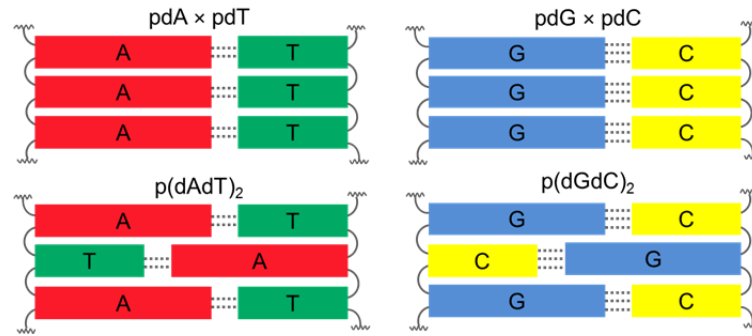 pdA × pdT
A T
A T
A T
pdG × pdC
G C
G C
G C
p(dAdT)₂
A T
T A
A T
p(dGdC)₂
G C
C G
G C